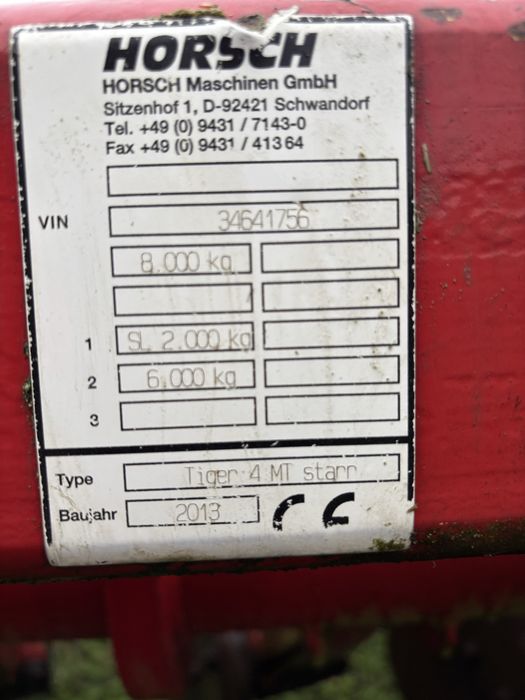 HORSCH
HORSCH Maschinen GmbH
Sitzenhof 1, D-92421 Schwandorf
Tel. +49 (0) 9431 / 7143-0
Fax +49 (0) 9431 / 413 64
VIN 34641756
8.000 kg
1 SL 2.000 kg
2 6.000 kg
3
Type Tiger 4 MT starr
Baujahr 2013 CE